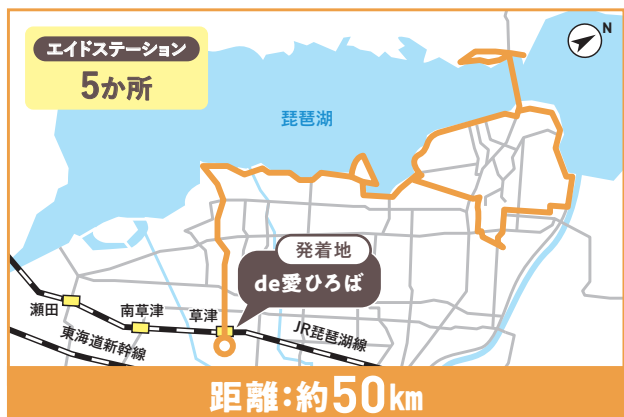 エイドステーション
5か所
N
琵琶湖
発着地
de愛ひろば
瀬田
南草津
草津
東海道新幹線
JR琵琶湖線
距離:約50km